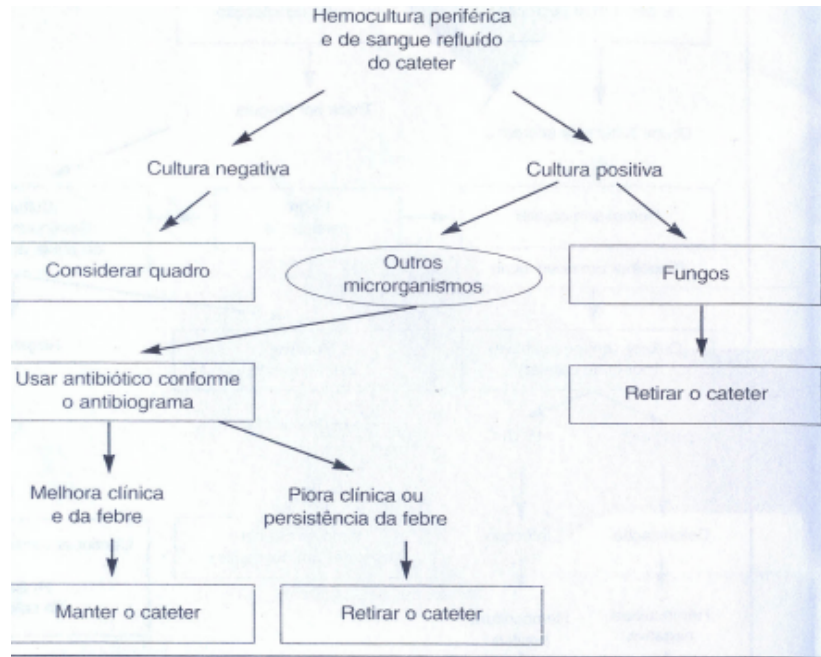 Hemocultura periférica
e de sangue refluído
do cateter
Cultura negativa
Cultura positiva
Considerar quadro
Outros
microrganismos
Fungos
Usar antibiótico conforme
o antibiograma
Retirar o cateter
Melhora clínica
e da febre
Piora clínica ou
persistência da febre
Manter o cateter
Retirar o cateter